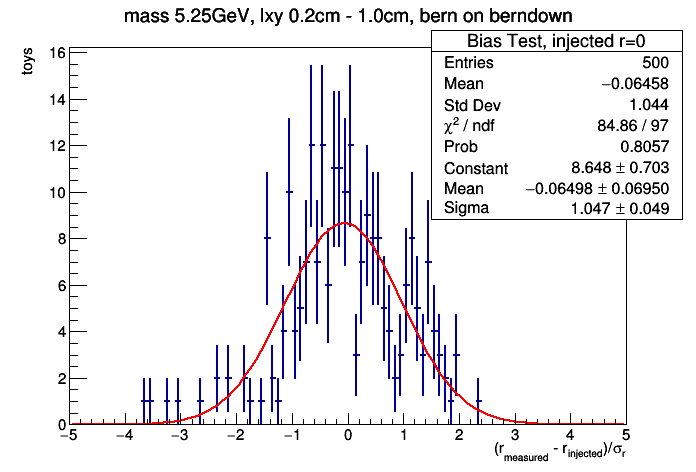 mass 5.25GeV, lxy 0.2cm - 1.0cm, bern on berndown
Bias Test, injected r=0
Entries 500
Mean −0.06458
Std Dev 1.044
χ² / ndf 84.86 / 97
Prob 0.8057
Constant 8.648 ± 0.703
Mean −0.06498 ± 0.06950
Sigma 1.047 ± 0.049
toys
16
14
12
10
8
6
4
2
0
−5 −4 −3 −2 −1 0 1 2 3 4 5
(r_measured - r_injected)/σ_r